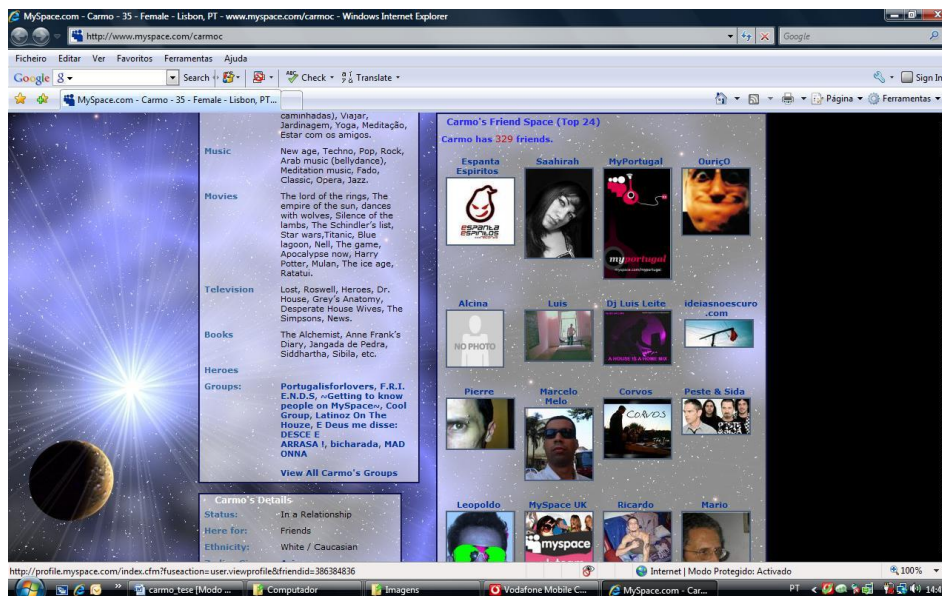 MySpace.com - Carmo - 35 - Female - Lisbon, PT - www.myspace.com/carmoc - Windows Internet Explorer
http://www.myspace.com/carmoc
Google
Ficheiro Editar Ver Favoritos Ferramentas Ajuda
Google Search Check Translate Sign In
MySpace.com - Carmo - 35 - Female - Lisbon, PT... Página Ferramentas
caminhadas), Viajar,
Jardinagem, Yoga, Meditação,
Estar com os amigos.
Music New age, Techno, Pop, Rock,
Arab music (bellydance),
Meditation music, Fado,
Classic, Opera, Jazz.
Movies The lord of the rings, The
empire of the sun, dances
with wolves, Silence of the
lambs, The Schindler's list,
Star wars,Titanic, Blue
lagoon, Nell, The game,
Apocalypse now, Harry
Potter, Mulan, The ice age,
Ratatui.
Television Lost, Roswell, Heroes, Dr.
House, Grey's Anatomy,
Desperate House Wives, The
Simpsons, News.
Books The Alchemist, Anne Frank's
Diary, Jangada de Pedra,
Siddhartha, Sibila, etc.
Heroes
Groups: Portugalisforlovers, F.R.I.
E.N.D.S, ~Getting to know
people on MySpace~, Cool
Group, Latinoz On The
Houze, E Deus me disse:
DESCE E
ARRASA !, bicharada, MAD
ONNA
View All Carmo's Groups
Carmo's Details
Status: In a Relationship
Here for: Friends
Ethnicity: White / Caucasian
Carmo's Friend Space (Top 24)
Carmo has 329 friends.
Espanta
Espiritos
Saahirah
MyPortugal
OuriçO
ESPANTA
ESPIRITOS
myportugal
myspace.com/myportugal
Alcina
Luis
Dj Luis Leite
ideiasnoescuro
.com
NO PHOTO
A HOUSE IS A HOME MIX
Pierre
Marcelo
Melo
Corvos
Peste & Sida
CORVOS
Leopoldo
MySpace UK
Ricardo
Mario
myspace
http://profile.myspace.com/index.cfm?fuseaction=user.viewprofile&friendid=386384836
Internet | Modo Protegido: Activado 100%
carmo_tese [Modo ... Computador Imagens Vodafone Mobile C... MySpace.com - Car... PT